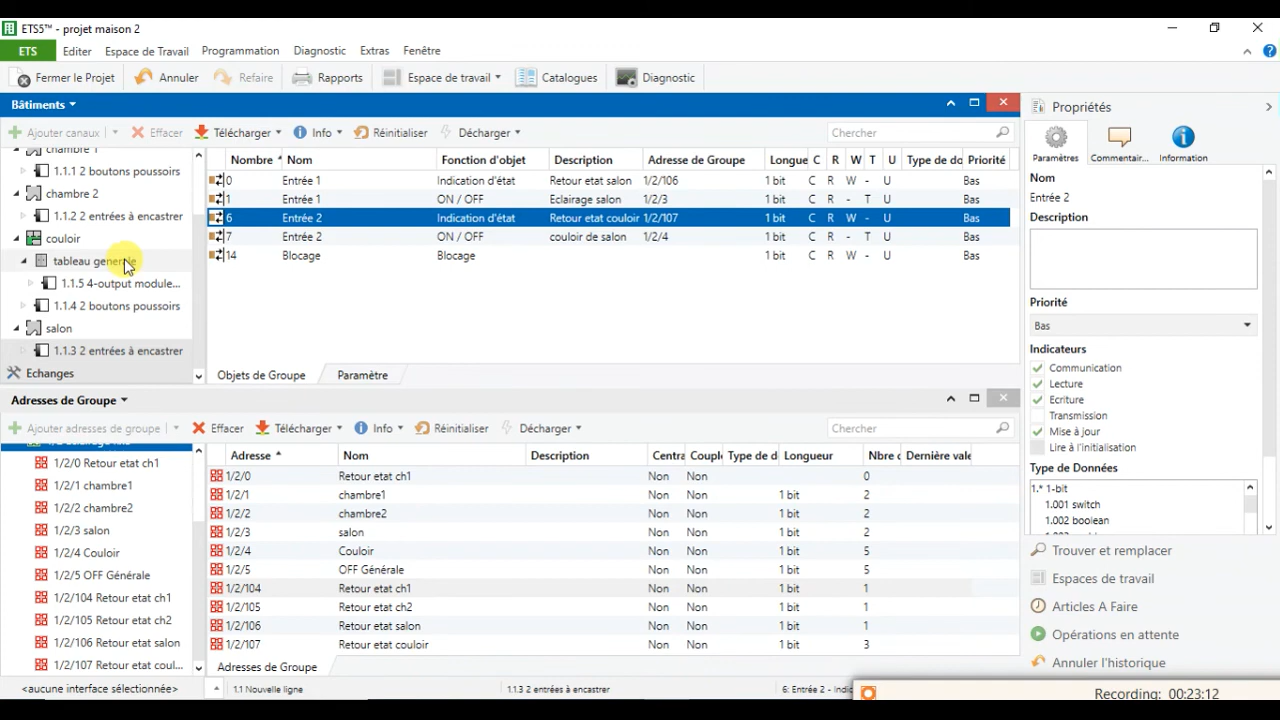 ETS5™ - projet maison 2
ETS Editer Espace de Travail Programmation Diagnostic Extras Fenêtre
Fermer le Projet Annuler Refaire Rapports Espace de travail Catalogues Diagnostic
Bâtiments
Ajouter canaux Effacer Télécharger Info Réinitialiser Décharger Chercher
chambre 1
1.1.1 2 boutons poussoirs
chambre 2
1.1.2 2 entrées à encastrer
couloir
tableau generale
1.1.5 4-output module...
1.1.4 2 boutons poussoirs
salon
1.1.3 2 entrées à encastrer
Echanges
Nombre Nom Fonction d'objet Description Adresse de Groupe Longue C R W T U Type de do Priorité
0 Entrée 1 Indication d'état Retour etat salon 1/2/106 1 bit C R W - U Bas
1 Entrée 1 ON / OFF Eclairage salon 1/2/3 1 bit C R - T U Bas
6 Entrée 2 Indication d'état Retour etat couloir 1/2/107 1 bit C R W - U Bas
7 Entrée 2 ON / OFF couloir de salon 1/2/4 1 bit C R - T U Bas
14 Blocage Blocage 1 bit C R W - U Bas
Objets de Groupe Paramètre
Adresses de Groupe
Ajouter adresses de groupe Effacer Télécharger Info Réinitialiser Décharger Chercher
1/2/0 Retour etat ch1
1/2/1 chambre1
1/2/2 chambre2
1/2/3 salon
1/2/4 Couloir
1/2/5 OFF Générale
1/2/104 Retour etat ch1
1/2/105 Retour etat ch2
1/2/106 Retour etat salon
1/2/107 Retour etat coul...
Adresse Nom Description Centra Couple Type de d Longueur Nbre c Dernière vale
1/2/0 Retour etat ch1 Non Non 0
1/2/1 chambre1 Non Non 1 bit 2
1/2/2 chambre2 Non Non 1 bit 2
1/2/3 salon Non Non 1 bit 2
1/2/4 Couloir Non Non 1 bit 5
1/2/5 OFF Générale Non Non 1 bit 5
1/2/104 Retour etat ch1 Non Non 1 bit 1
1/2/105 Retour etat ch2 Non Non 1 bit 1
1/2/106 Retour etat salon Non Non 1 bit 1
1/2/107 Retour etat couloir Non Non 1 bit 3
Adresses de Groupe
Propriétés
Paramètres Commentair... Information
Nom
Entrée 2
Description
Priorité
Bas
Indicateurs
Communication
Lecture
Ecriture
Transmission
Mise à jour
Lire à l'initialisation
Type de Données
1.* 1-bit
1.001 switch
1.002 boolean
Trouver et remplacer
Espaces de travail
Articles A Faire
Opérations en attente
Annuler l'historique
<aucune interface sélectionnée> 1.1 Nouvelle ligne 1.1.3 2 entrées à encastrer 6: Entrée 2 - Indic
Recording: 00:23:12